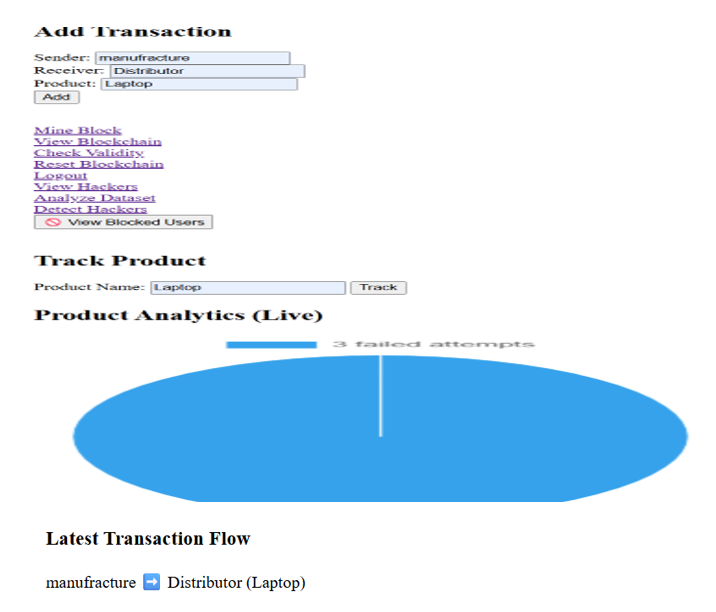 Add Transaction
Sender: manufracture
Receiver: Distributor
Product: Laptop
Add
Mine Block
View Blockchain
Check Validity
Reset Blockchain
Logout
View Hackers
Analyze Dataset
Detect Hackers
🚫 View Blocked Users
Track Product
Product Name: Laptop Track
Product Analytics (Live)
3 failed attempts
Latest Transaction Flow
manufracture ➡️ Distributor (Laptop)